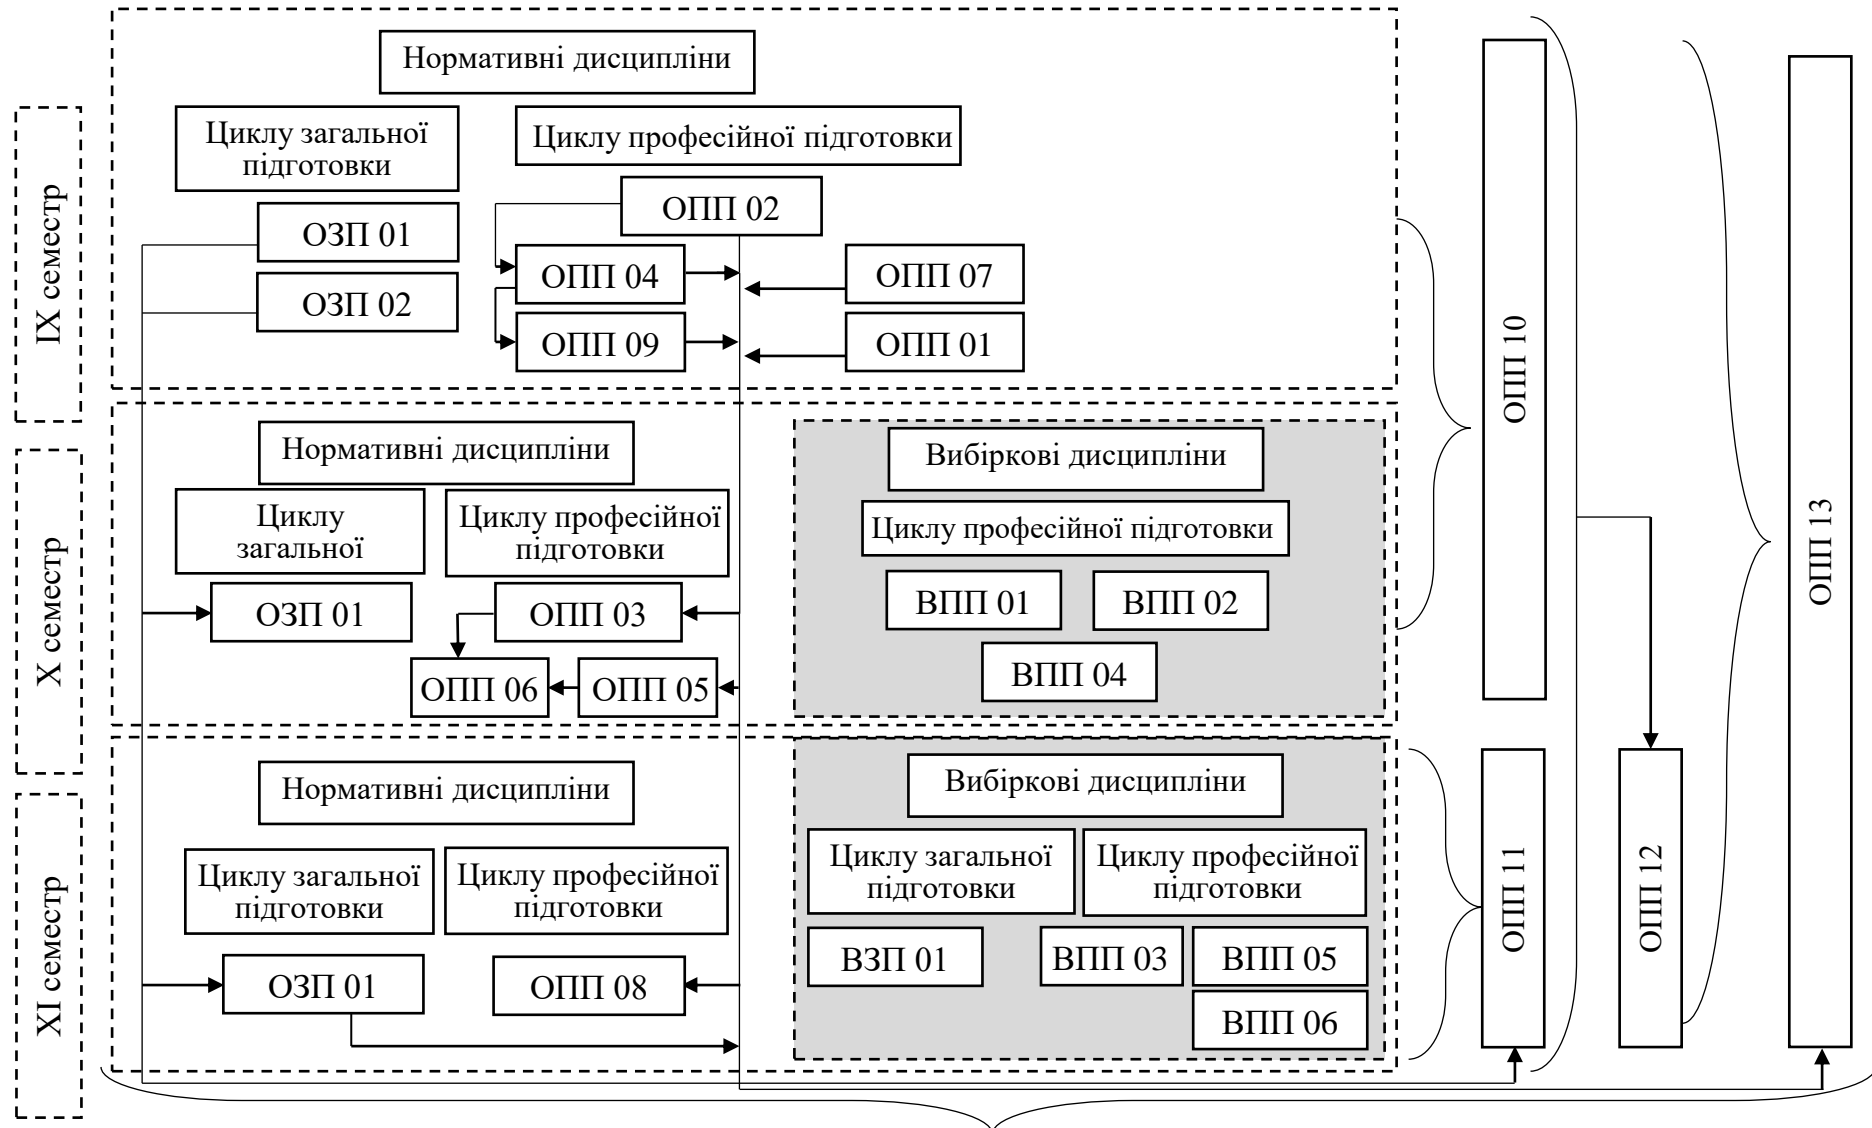 Нормативні дисципліни
Циклу загальної
підготовки
Циклу професійної підготовки
ІХ семестр
ОПП 02
ОЗП 01
ОПП 04
ОПП 07
ОЗП 02
ОПП 09
ОПП 01
ОПП 10
Х семестр
Нормативні дисципліни
Вибіркові дисципліни
Циклу
загальної
Циклу професійної
підготовки
Циклу професійної підготовки
ВПП 01
ВПП 02
ОЗП 01
ОПП 03
ВПП 04
ОПП 06
ОПП 05
ОПП 13
ХІ семестр
Нормативні дисципліни
Вибіркові дисципліни
Циклу загальної
підготовки
Циклу професійної
підготовки
Циклу загальної
підготовки
Циклу професійної
підготовки
ОПП 11
ОПП 12
ВЗП 01
ВПП 03
ВПП 05
ОЗП 01
ОПП 08
ВПП 06